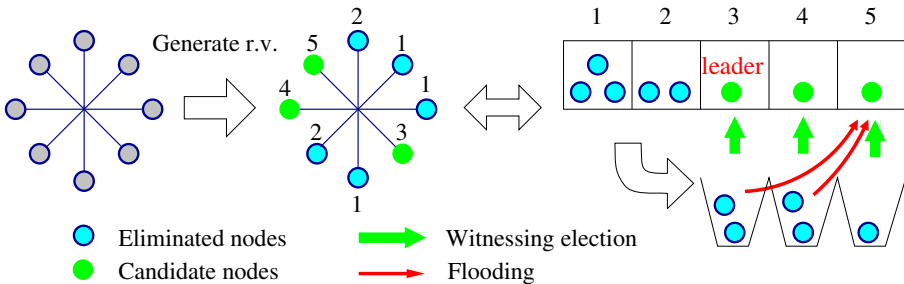 1 2 3 4 5
Generate r.v.
2
5 1
4 1
2 3
1
leader
Eliminated nodes
Witnessing election
Candidate nodes
Flooding